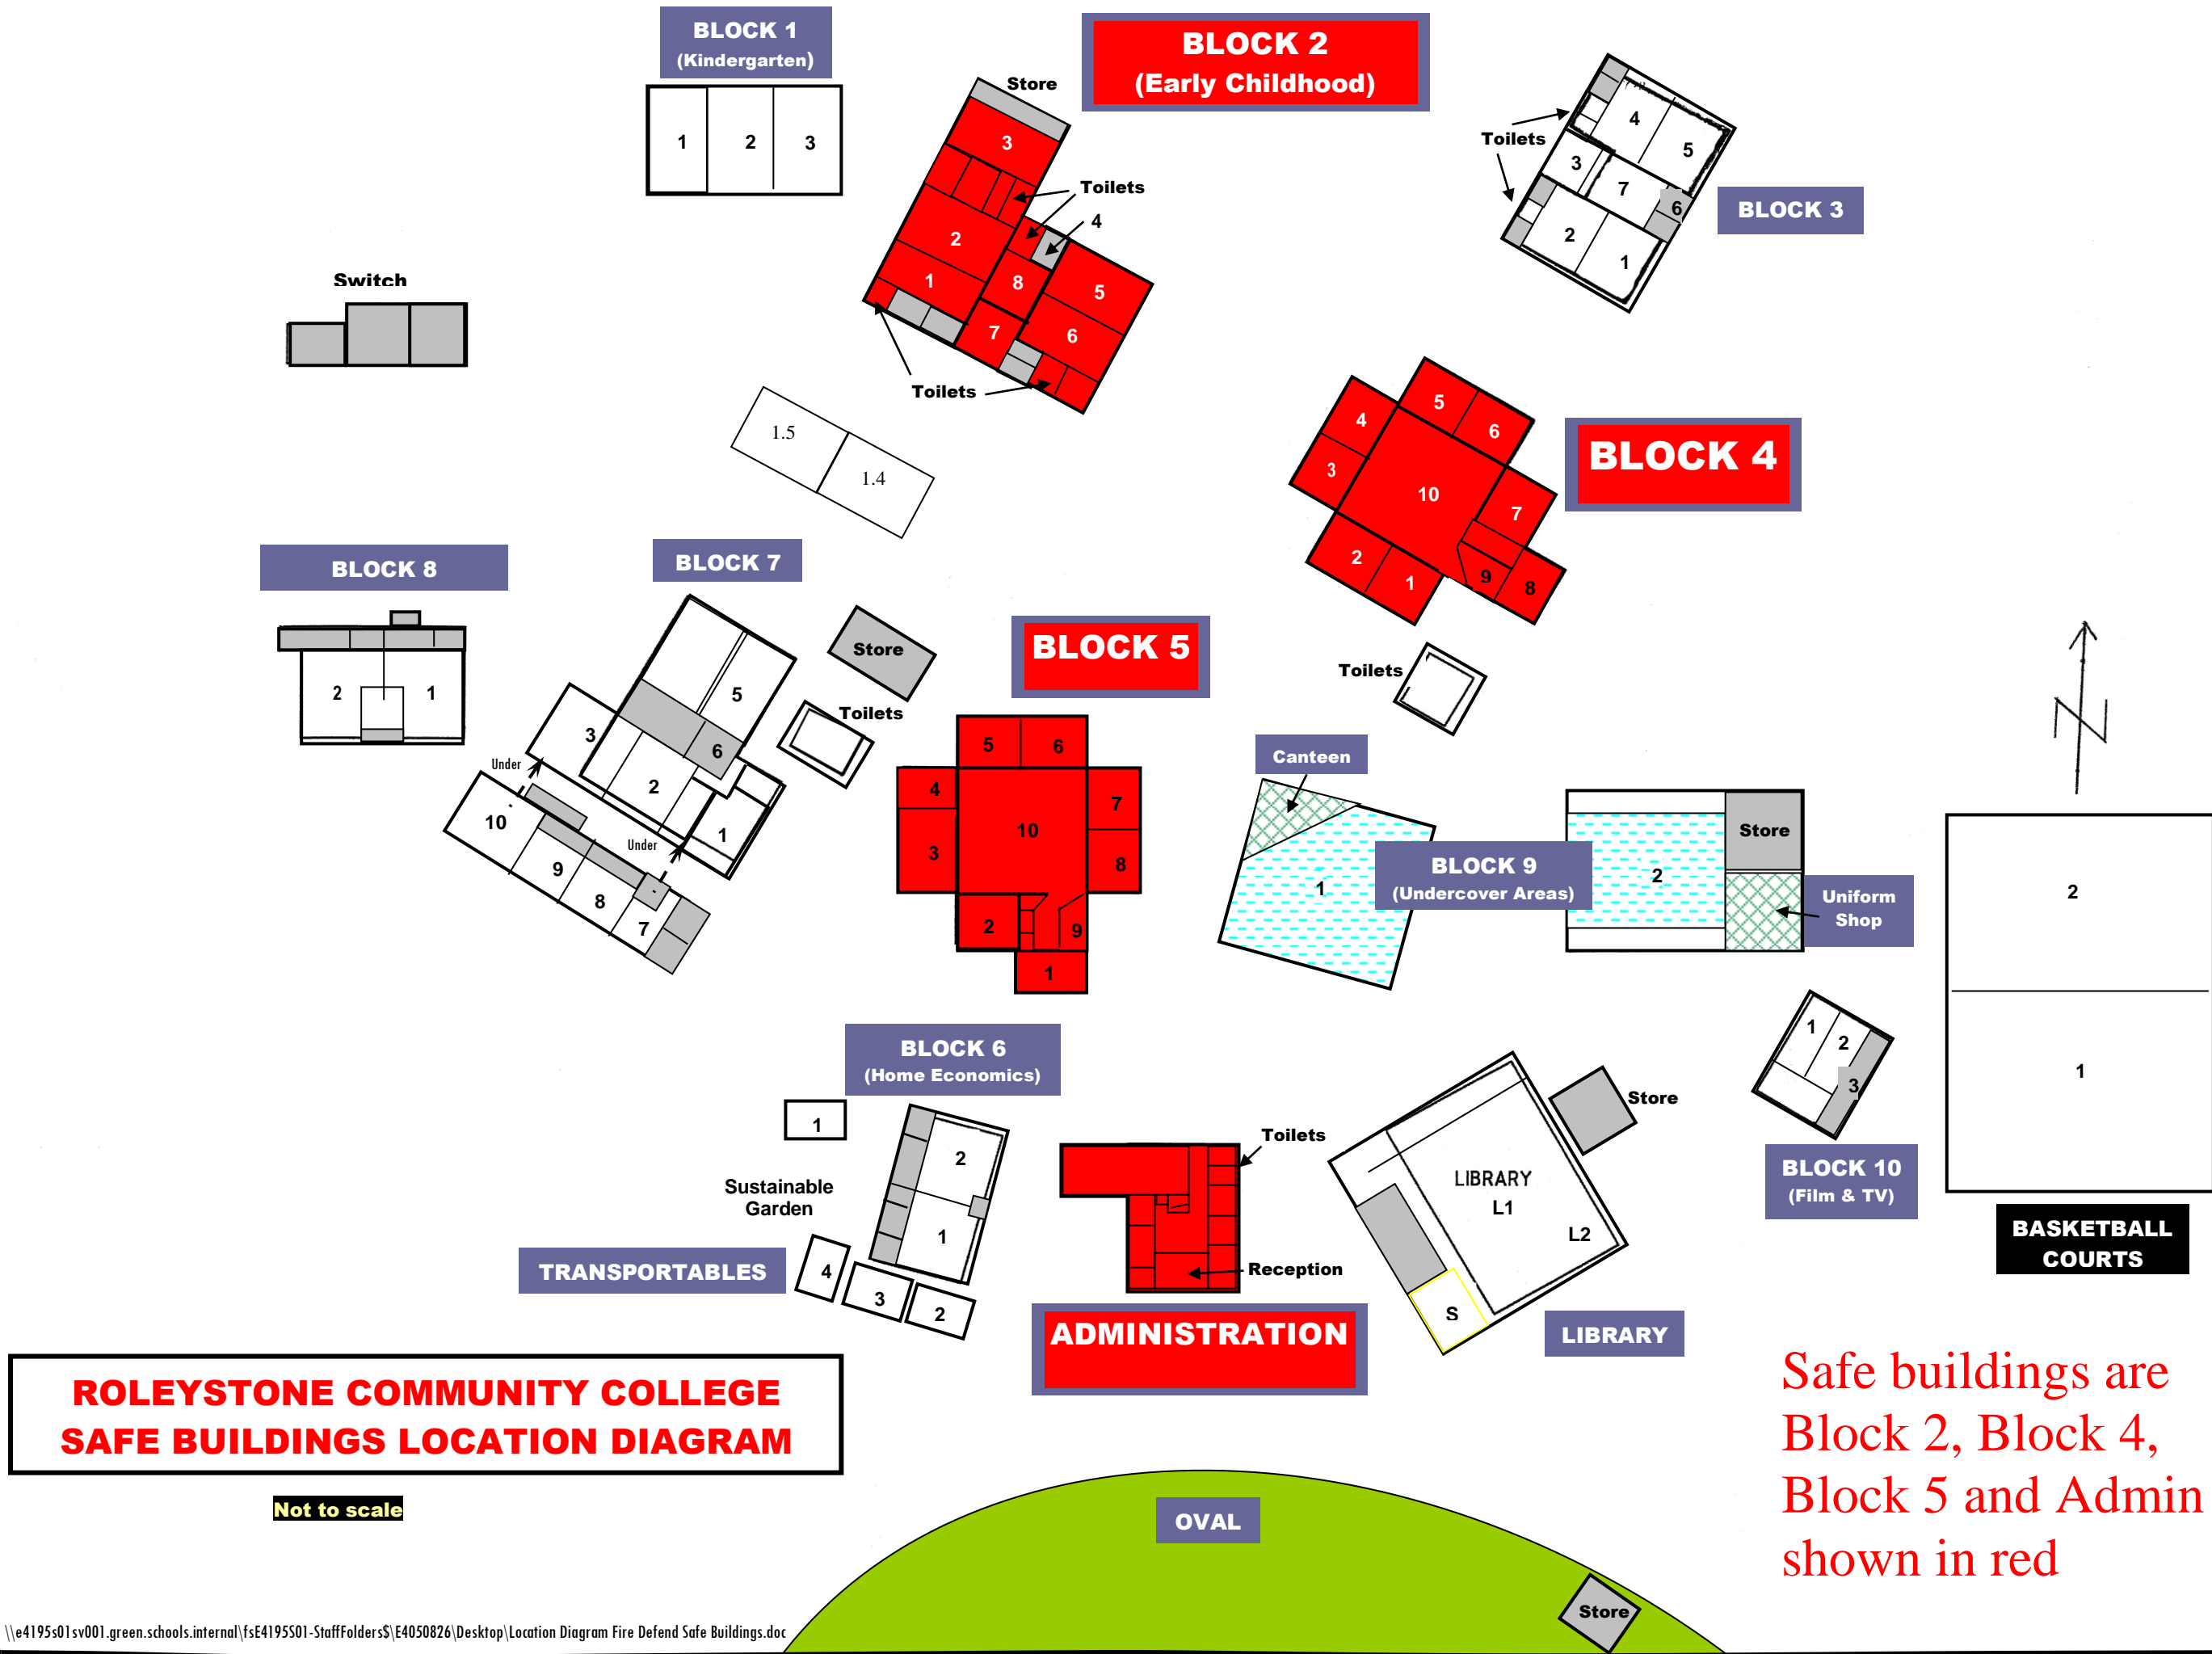 BLOCK 1
(Kindergarten)
1 2 3
BLOCK 2
(Early Childhood)
Store
3
Toilets
4
2
1
8
5
7
6
Toilets
Toilets
4
5
3
7
6
2
1
BLOCK 3
Switch
1.5
1.4
5
4
6
3
10
7
2
1
9
8
BLOCK 4
BLOCK 8
2 1
BLOCK 7
5
3
6
2
1
Under
Under
10
9
8
7
Store
Toilets
BLOCK 5
5 6
4
7
10
3
8
2
9
1
Toilets
Canteen
1
BLOCK 9
(Undercover Areas)
2
Store
Uniform
Shop
N
2
1
BASKETBALL
COURTS
BLOCK 6
(Home Economics)
1
2
1
Sustainable
Garden
TRANSPORTABLES
4
3
2
Toilets
Reception
ADMINISTRATION
LIBRARY
L1
L2
S
Store
LIBRARY
1
2
3
BLOCK 10
(Film & TV)
ROLEYSTONE COMMUNITY COLLEGE
SAFE BUILDINGS LOCATION DIAGRAM
Not to scale
Safe buildings are
Block 2, Block 4,
Block 5 and Admin
shown in red
OVAL
Store
\\e4195s01sv001.green.schools.internal\fsE4195S01-StaffFolders$\E4050826\Desktop\Location Diagram Fire Defend Safe Buildings.doc